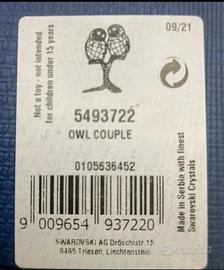 09/21
Not a toy - not intended
for children under 15 years
5493722
OWL COUPLE
0105636452
9 009654 937220
Made in Serbia with finest
Swarovski Crystals
SWAROVSKI AG Dröschistr.15
9495 Triesen, Liechtenstein
subito